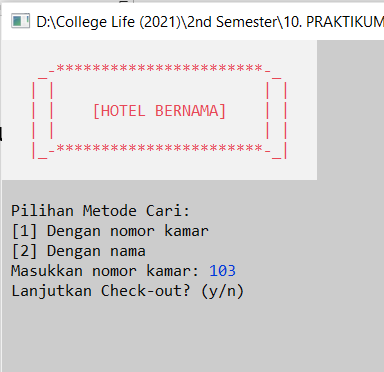 D:\College Life (2021)\2nd Semester\10. PRAKTIKUM
_-***********************-_
| | | |
| | [HOTEL BERNAMA] | |
| | | |
|_-***********************-_|
Pilihan Metode Cari:
[1] Dengan nomor kamar
[2] Dengan nama
Masukkan nomor kamar: 103
Lanjutkan Check-out? (y/n)